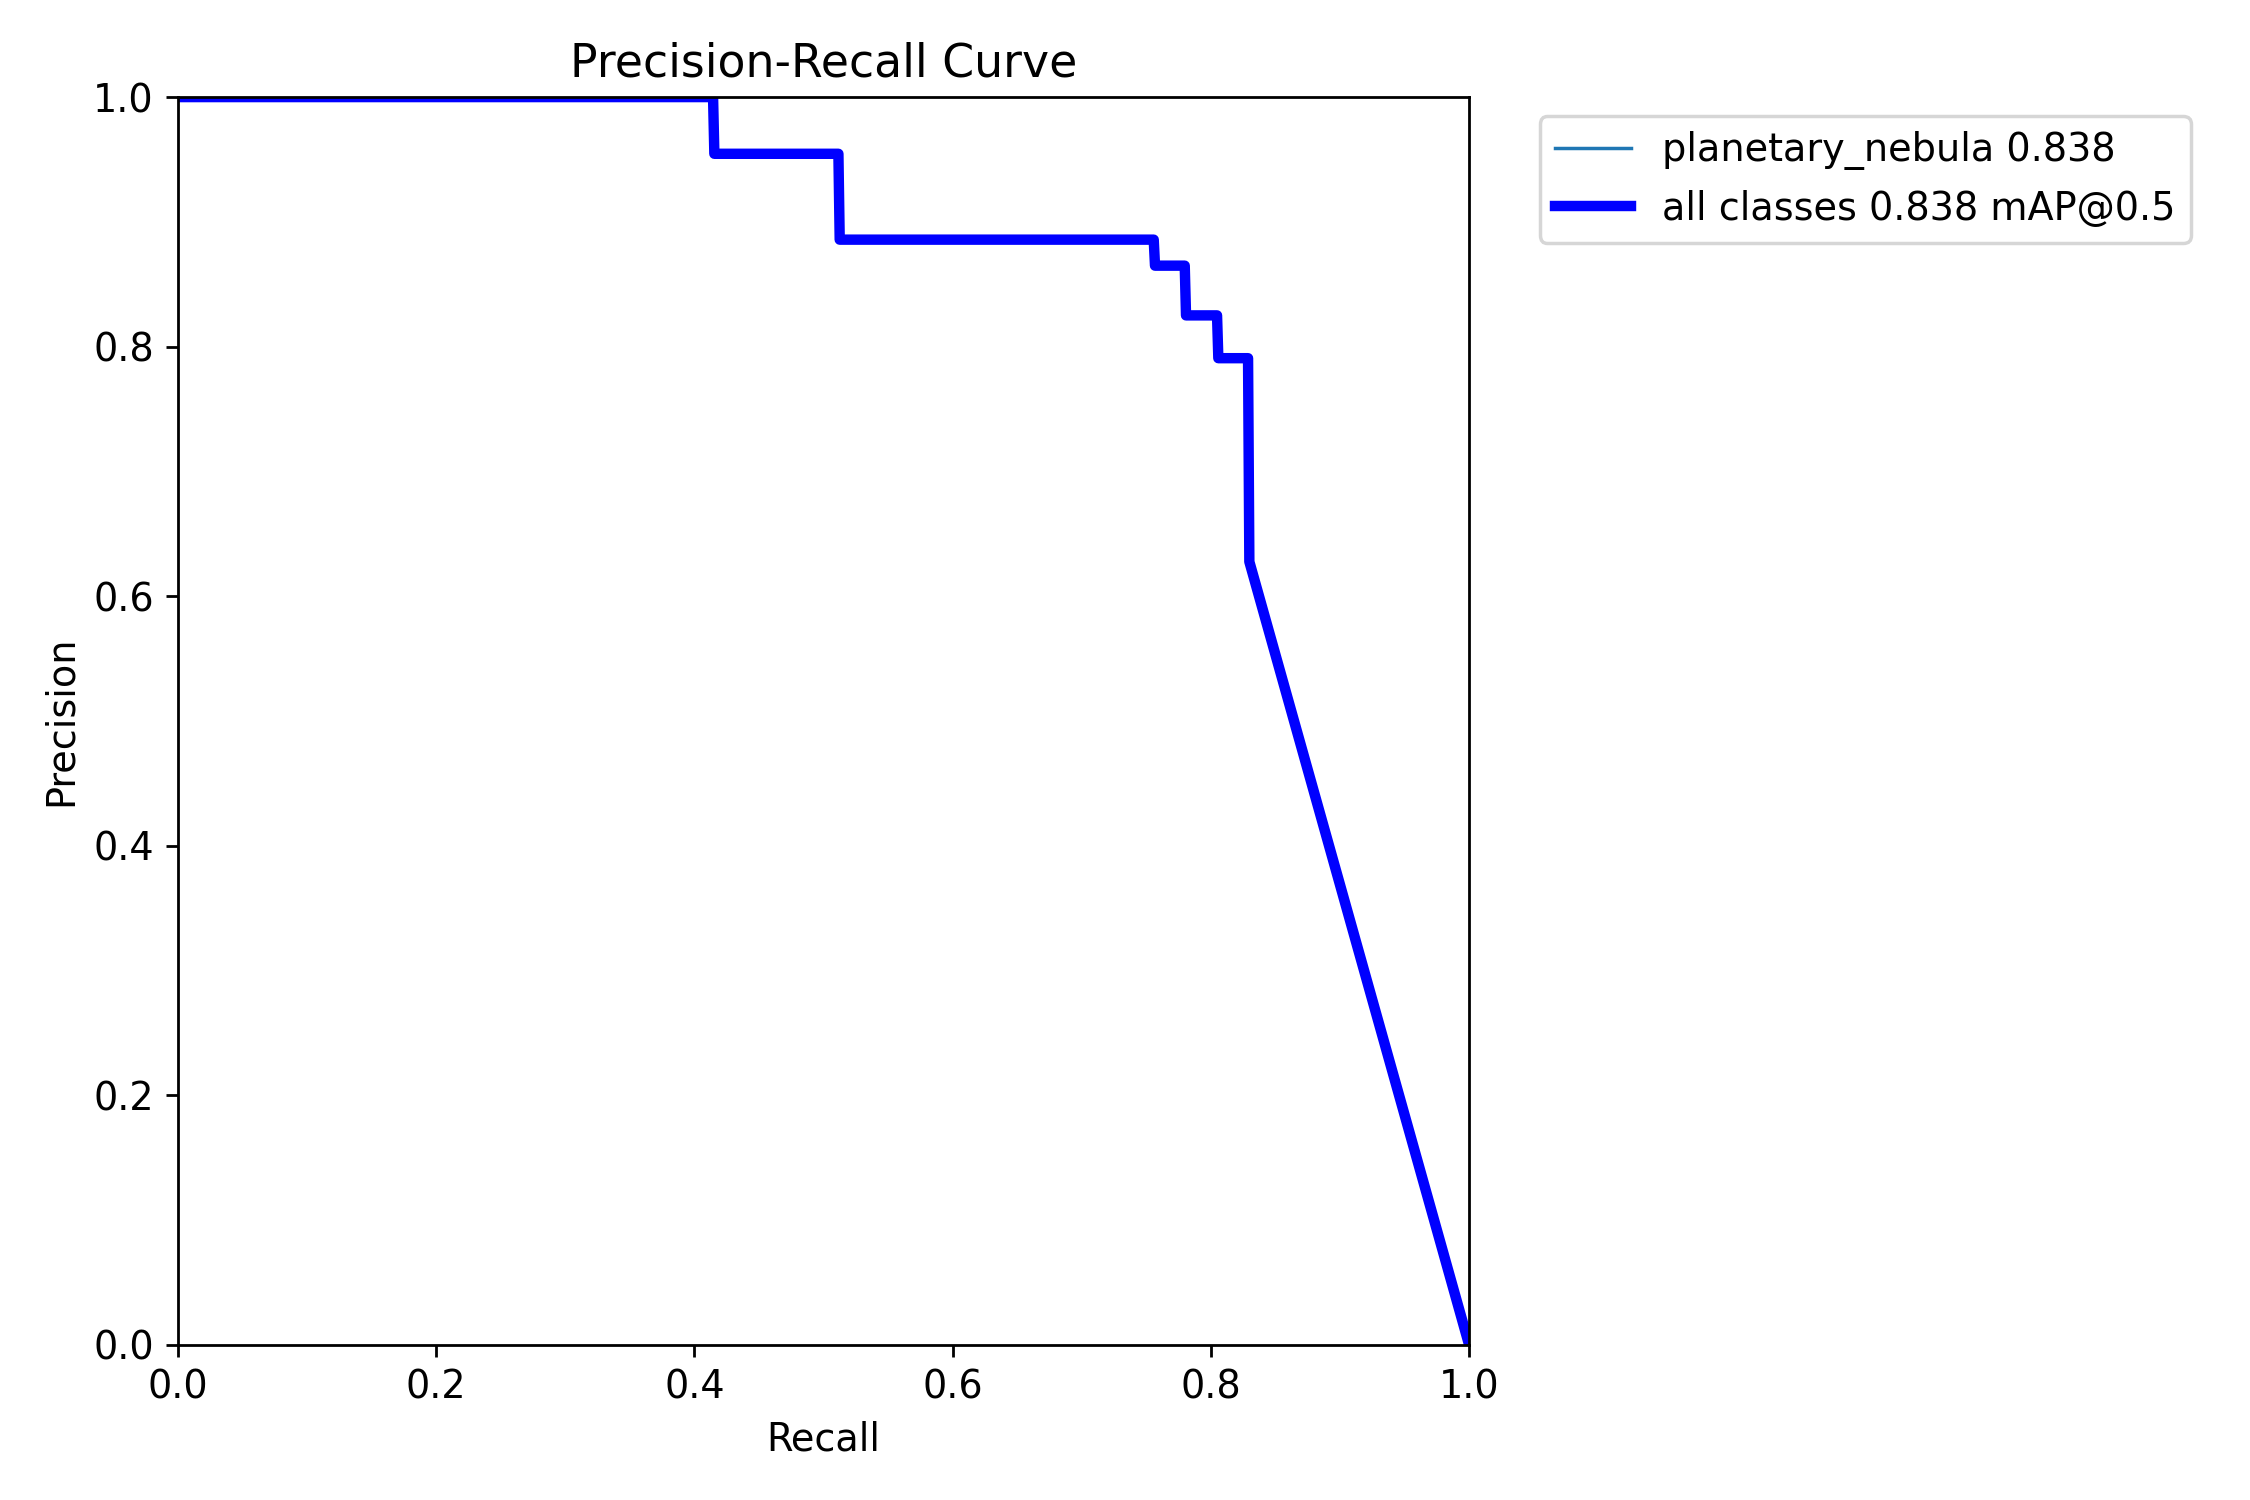 Precision-Recall Curve
planetary_nebula 0.838
all classes 0.838 mAP@0.5
Precision
1.0
0.8
0.6
0.4
0.2
0.0
0.0 0.2 0.4 0.6 0.8 1.0
Recall